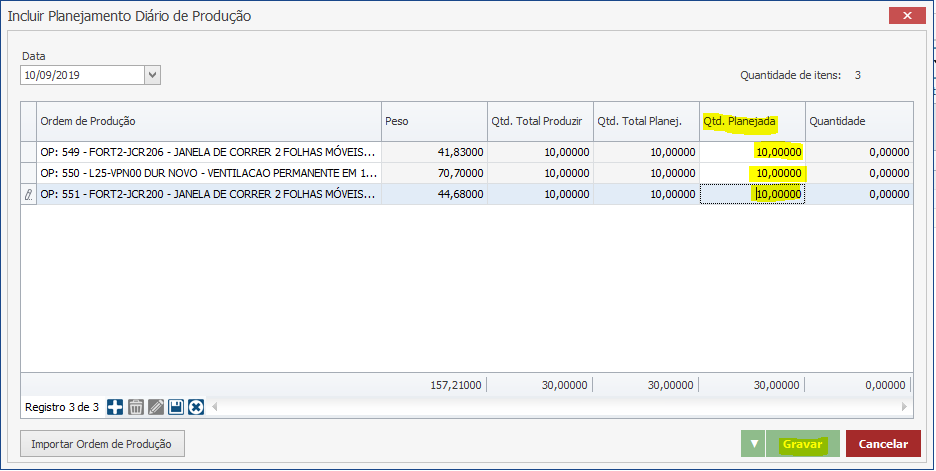 Incluir Planejamento Diário de Produção
Data
10/09/2019
Quantidade de itens: 3
Ordem de Produção Peso Qtd. Total Produzir Qtd. Total Planej. Qtd. Planejada Quantidade
OP: 549 - FORT2-JCR206 - JANELA DE CORRER 2 FOLHAS MÓVEIS... 41,83000 10,00000 10,00000 10,00000 0,00000
OP: 550 - L25-VPN00 DUR NOVO - VENTILACAO PERMANENTE EM 1... 70,70000 10,00000 10,00000 10,00000 0,00000
OP: 551 - FORT2-JCR200 - JANELA DE CORRER 2 FOLHAS MÓVEIS... 44,68000 10,00000 10,00000 10,00000 0,00000
157,21000 30,00000 30,00000 30,00000 0,00000
Registro 3 de 3
Importar Ordem de Produção Gravar Cancelar